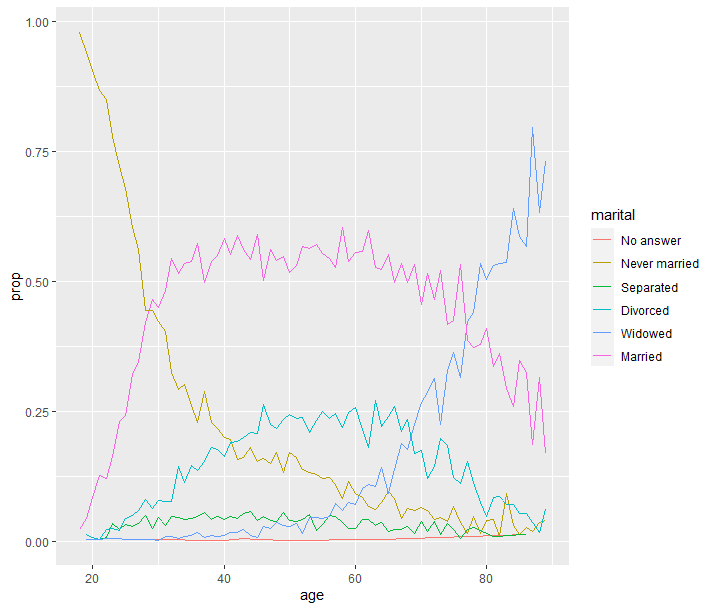 1.00
0.75
0.50
0.25
0.00
prop
20
40
60
80
age
marital
No answer
Never married
Separated
Divorced
Widowed
Married